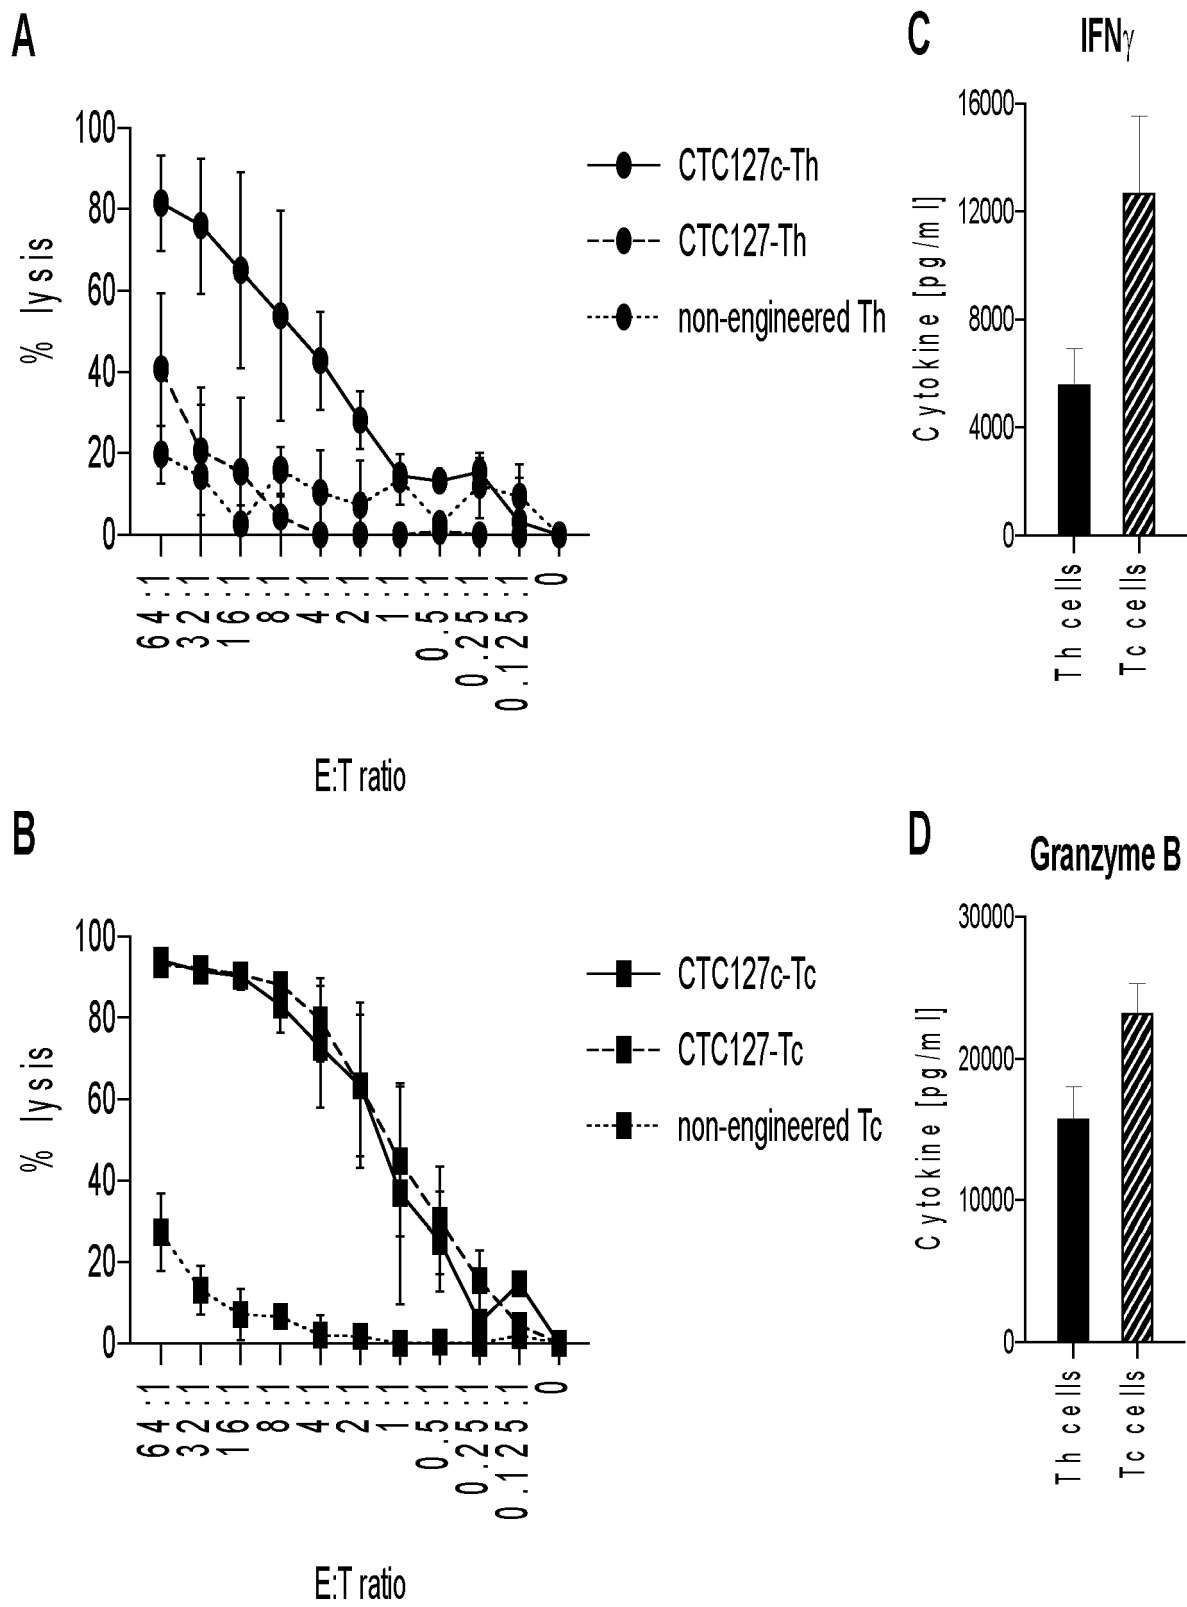 A
100
80
60
40
20
0
% lysis
64:1
32:1
16:1
8:1
4:1
2:1
1:1
0.5:1
0.25:1
0.125:1
0
E:T ratio
CTC127c-Th
CTC127-Th
non-engineered Th
C
IFNγ
16000
12000
8000
4000
0
Cytokine [pg/ml]
Th cells
Tc cells
B
100
80
60
40
20
0
% lysis
64:1
32:1
16:1
8:1
4:1
2:1
1:1
0.5:1
0.25:1
0.125:1
0
E:T ratio
CTC127c-Tc
CTC127-Tc
non-engineered Tc
D
Granzyme B
30000
20000
10000
0
Cytokine [pg/ml]
Th cells
Tc cells